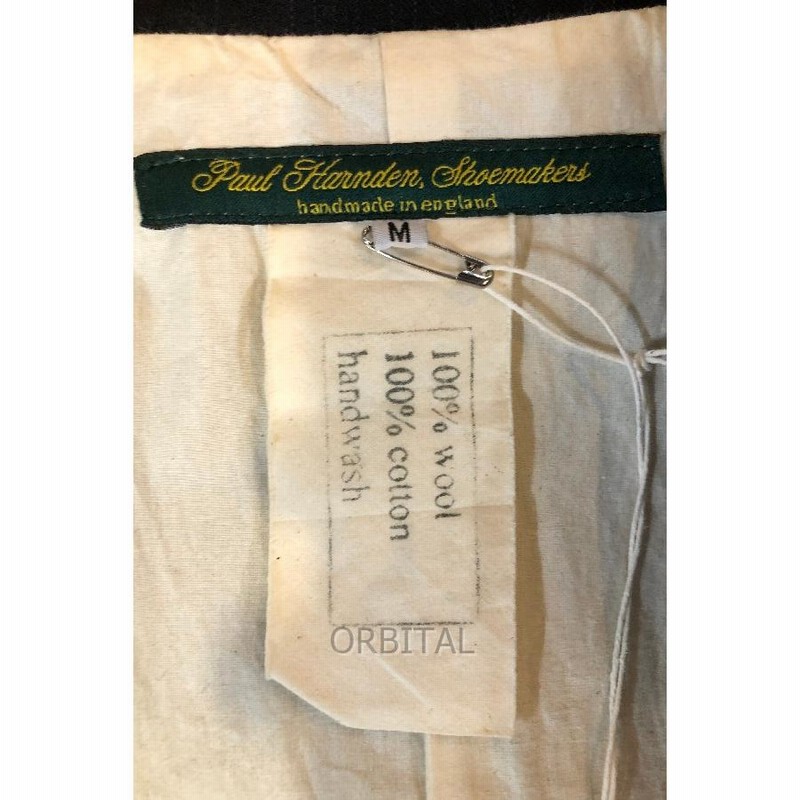 Paul Harnden, Shoemakers
handmade in england
M
100% wool
100% cotton
handwash
ORBITAL